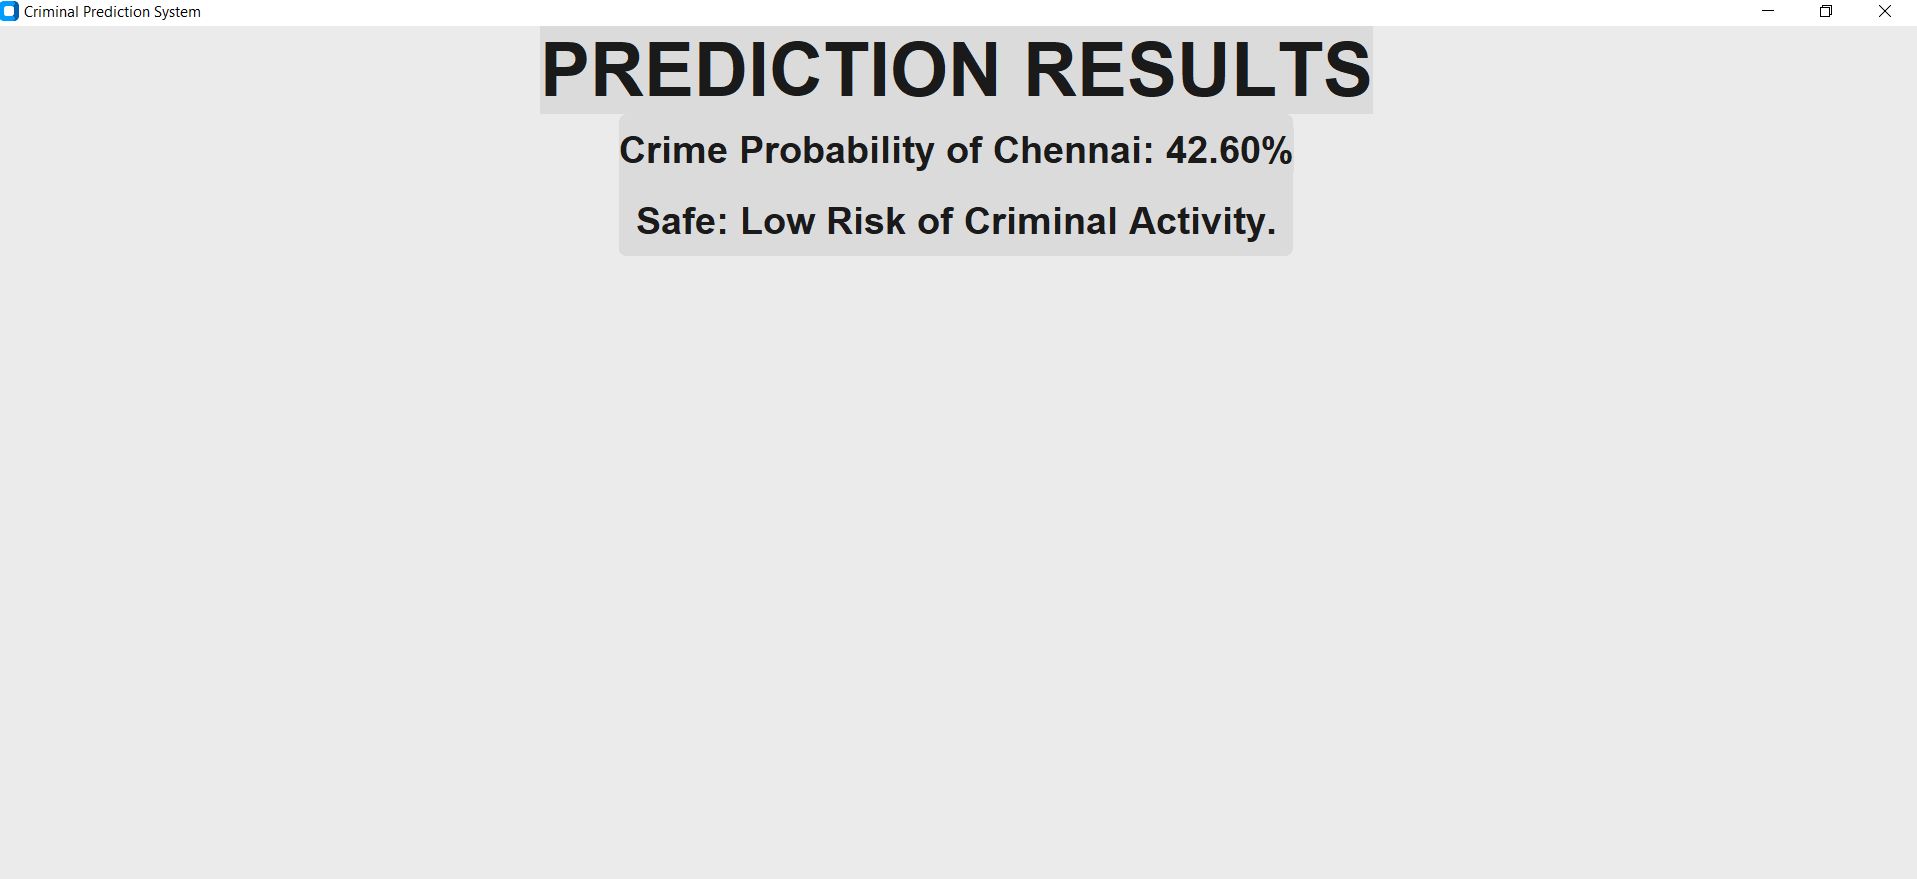 Criminal Prediction System
PREDICTION RESULTS
Crime Probability of Chennai: 42.60%
Safe: Low Risk of Criminal Activity.